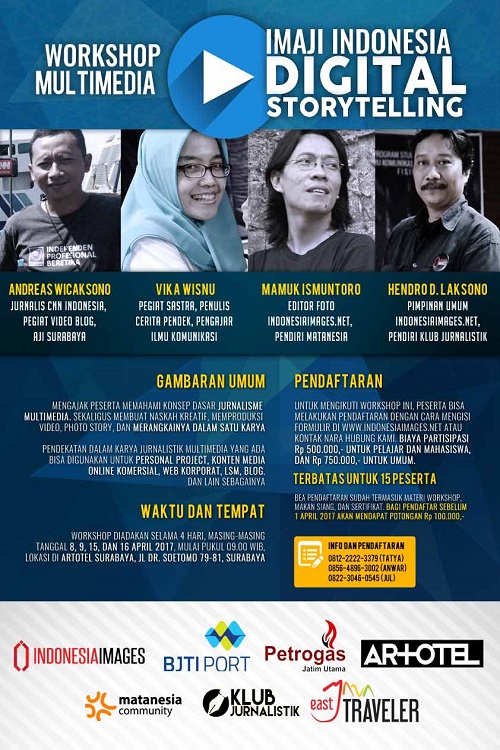 WORKSHOP
MULTIMEDIA
IMAJI INDONESIA
DIGITAL
STORYTELLING
INDEPENDEN
PROFESIONAL
BERETIKA
PROGRAM STU
ANDREAS WICAKSONO
JURNALIS CNN INDONESIA,
PEGIAT VIDEO BLOG,
AJI SURABAYA
VIKA WISNU
PEGIAT SASTRA, PENULIS
CERITA PENDEK, PENGAJAR
ILMU KOMUNIKASI
MAMUK ISMUNTORO
EDITOR FOTO
INDONESIAIMAGES.NET,
PENDIRI MATANESIA
HENDRO D. LAKSONO
PIMPINAN UMUM
INDONESIAIMAGES.NET,
PENDIRI KLUB JURNALISTIK
GAMBARAN UMUM
MENGAJAK PESERTA MEMAHAMI KONSEP DASAR JURNALISME
MULTIMEDIA. SEKALIGUS MEMBUAT NASKAH KREATIF, MEMPRODUKSI
VIDEO, PHOTO STORY, DAN MERANGKAINYA DALAM SATU KARYA
PENDEKATAN DALAM KARYA JURNALISTIK MULTIMEDIA YANG ADA
BISA DIGUNAKAN UNTUK PERSONAL PROJECT, KONTEN MEDIA
ONLINE KOMERSIAL, WEB KORPORAT, LSM, BLOG.
DAN LAIN SEBAGAINYA
WAKTU DAN TEMPAT
WORKSHOP DIADAKAN SELAMA 4 HARI, MASING-MASING
TANGGAL 8, 9, 15, DAN 16 APRIL 2017, MULAI PUKUL 09.00 WIB,
LOKASI DI ARTOTEL SURABAYA, JL DR. SOETOMO 79-81, SURABAYA
PENDAFTARAN
UNTUK MENGIKUTI WORKSHOP INI, PESERTA BISA
MELAKUKAN PENDAFTARAN DENGAN CARA MENGISI
FORMULIR DI WWW.INDONESIAIMAGES.NET ATAU
KONTAK NARA HUBUNG KAMI. BIAYA PARTISIPASI
Rp 500.000,- UNTUK PELAJAR DAN MAHASISWA,
DAN Rp 750.000,- UNTUK UMUM.
TERBATAS UNTUK 15 PESERTA
BEA PENDAFTARAN SUDAH TERMASUK MATERI WORKSHOP,
MAKAN SIANG, DAN SERTIFIKAT. BAGI PENDAFTAR SEBELUM
1 APRIL 2017 AKAN MENDAPAT POTONGAN Rp 100.000,-
INFO DAN PENDAFTARAN
0812-2222-3379 (TATYA)
0856-4896-3002 (ANWAR)
0822-3046-0545 (JUL)
INDONESIAIMAGES
BJTI PORT
Petrogas
Jatim Utama
ARTOTEL
matanesia
community
KLUB
JURNALISTIK
east JAVA
TRAVELER